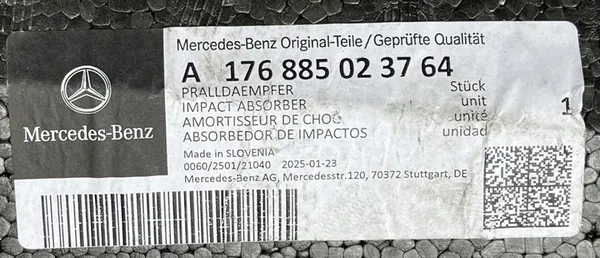 Mercedes-Benz Original-Teile/Geprüfte Qualität
A 176 885 02 37 64
PRALLDAEMPFER Stück
IMPACT ABSORBER unit
AMORTISSEUR DE CHOC unité 1
ABSORBEDOR DE IMPACTOS unidad
Mercedes-Benz
Made in SLOVENIA
0060/2501/21040 2025-01-23
Mercedes-Benz AG, Mercedesstr.120, 70372 Stuttgart, DE